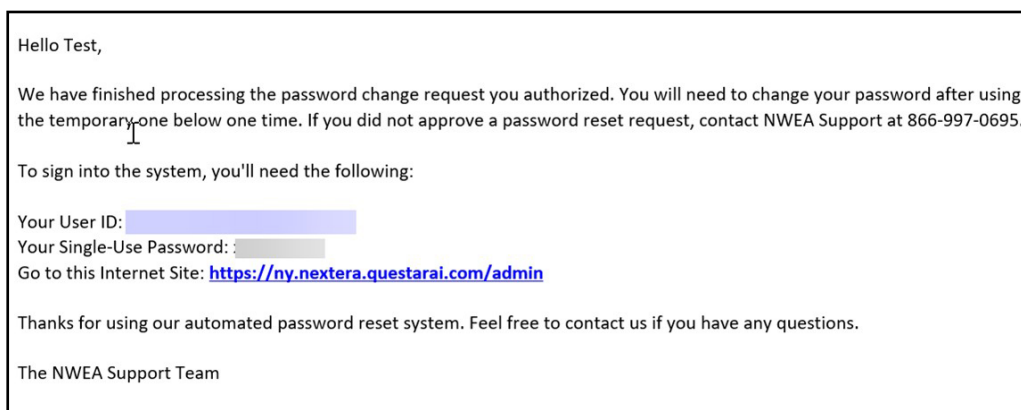 Hello Test,
We have finished processing the password change request you authorized. You will need to change your password after using
the temporary one below one time. If you did not approve a password reset request, contact NWEA Support at 866-997-0695.
To sign into the system, you'll need the following:
Your User ID:
Your Single-Use Password:
Go to this Internet Site: https://ny.nextera.questarai.com/admin
Thanks for using our automated password reset system. Feel free to contact us if you have any questions.
The NWEA Support Team